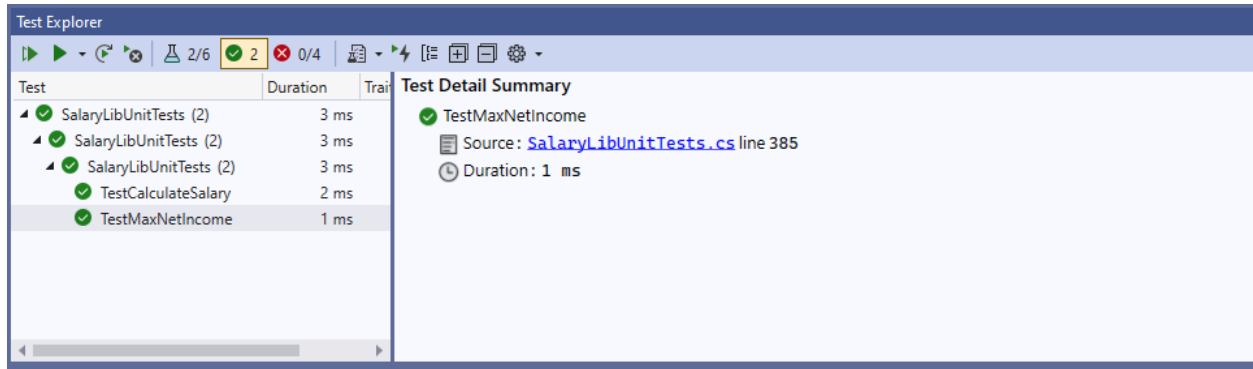 Test Explorer
2/6 2 0/4
Test Duration Trai
SalaryLibUnitTests (2) 3 ms
SalaryLibUnitTests (2) 3 ms
SalaryLibUnitTests (2) 3 ms
TestCalculateSalary 2 ms
TestMaxNetIncome 1 ms
Test Detail Summary
TestMaxNetIncome
Source: SalaryLibUnitTests.cs line 385
Duration: 1 ms